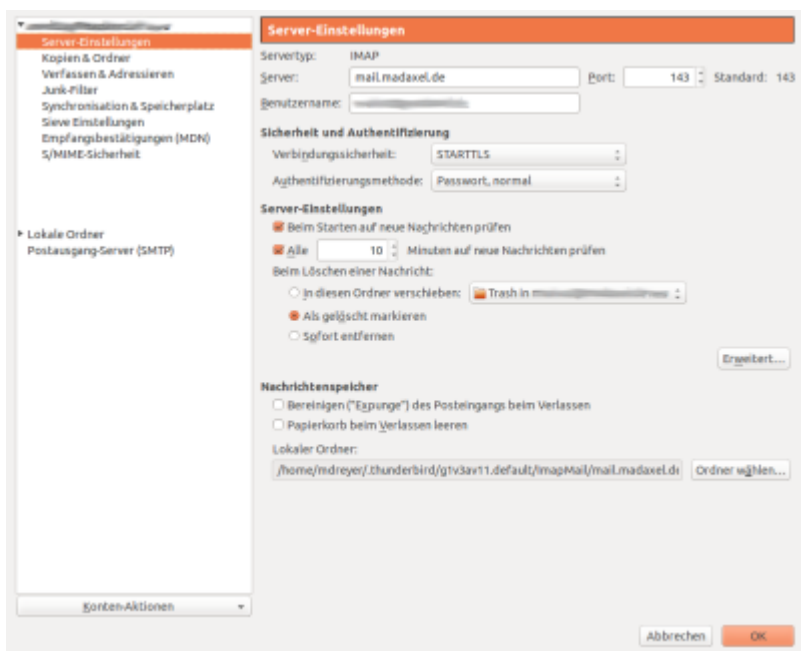 Server-Einstellungen
Kopien & Ordner
Verfassen & Adressieren
Junk-Filter
Synchronisation & Speicherplatz
Sieve Einstellungen
Empfangsbestätigungen (MDN)
S/MIME-Sicherheit
Lokale Ordner
Postausgang-Server (SMTP)
Konten-Aktionen
Server-Einstellungen
Servertyp: IMAP
Server: mail.madaxel.de Port: 143 Standard: 143
Benutzername:
Sicherheit und Authentifizierung
Verbindungssicherheit: STARTTLS
Authentifizierungsmethode: Passwort, normal
Server-Einstellungen
Beim Starten auf neue Nachrichten prüfen
Alle 10 Minuten auf neue Nachrichten prüfen
Beim Löschen einer Nachricht:
In diesen Ordner verschieben: Trash in
Als gelöscht markieren
Sofort entfernen
Erweitert...
Nachrichtenspeicher
Bereinigen ("Expunge") des Posteingangs beim Verlassen
Papierkorb beim Verlassen leeren
Lokaler Ordner:
/home/mdreyer/.thunderbird/g1v3av11.default/ImapMail/mail.madaxel.de Ordner wählen...
Abbrechen OK